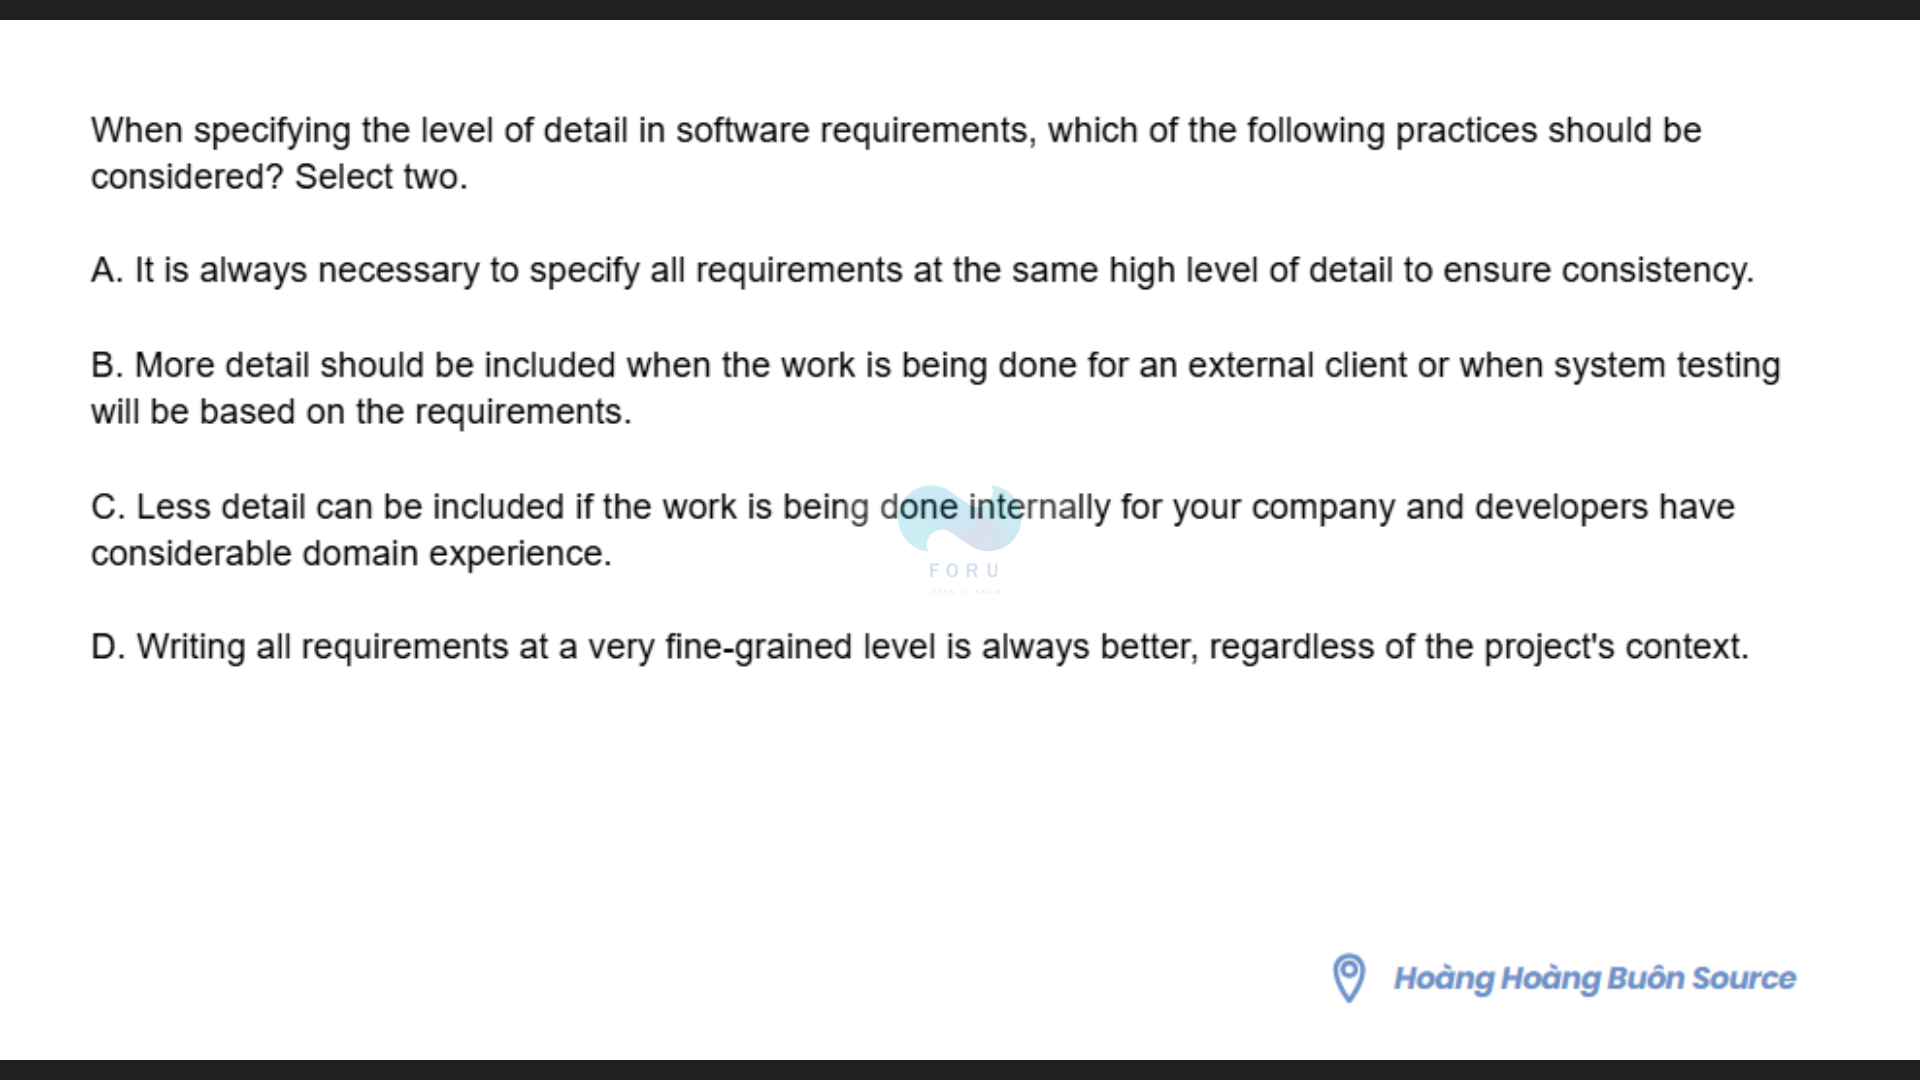 When specifying the level of detail in software requirements, which of the following practices should be
considered? Select two.
A. It is always necessary to specify all requirements at the same high level of detail to ensure consistency.
B. More detail should be included when the work is being done for an external client or when system testing
will be based on the requirements.
C. Less detail can be included if the work is being done internally for your company and developers have
considerable domain experience.
FORU
LEARN TO KNOW
D. Writing all requirements at a very fine-grained level is always better, regardless of the project's context.
Hoàng Hoàng Buôn Source